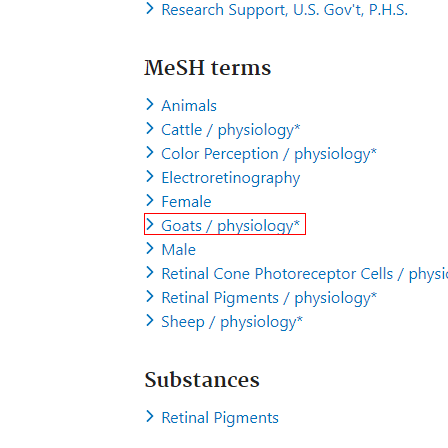 Research Support, U.S. Gov't, P.H.S.
MeSH terms
Animals
Cattle / physiology*
Color Perception / physiology*
Electroretinography
Female
Goats / physiology*
Male
Retinal Cone Photoreceptor Cells / physi
Retinal Pigments / physiology*
Sheep / physiology*
Substances
Retinal Pigments